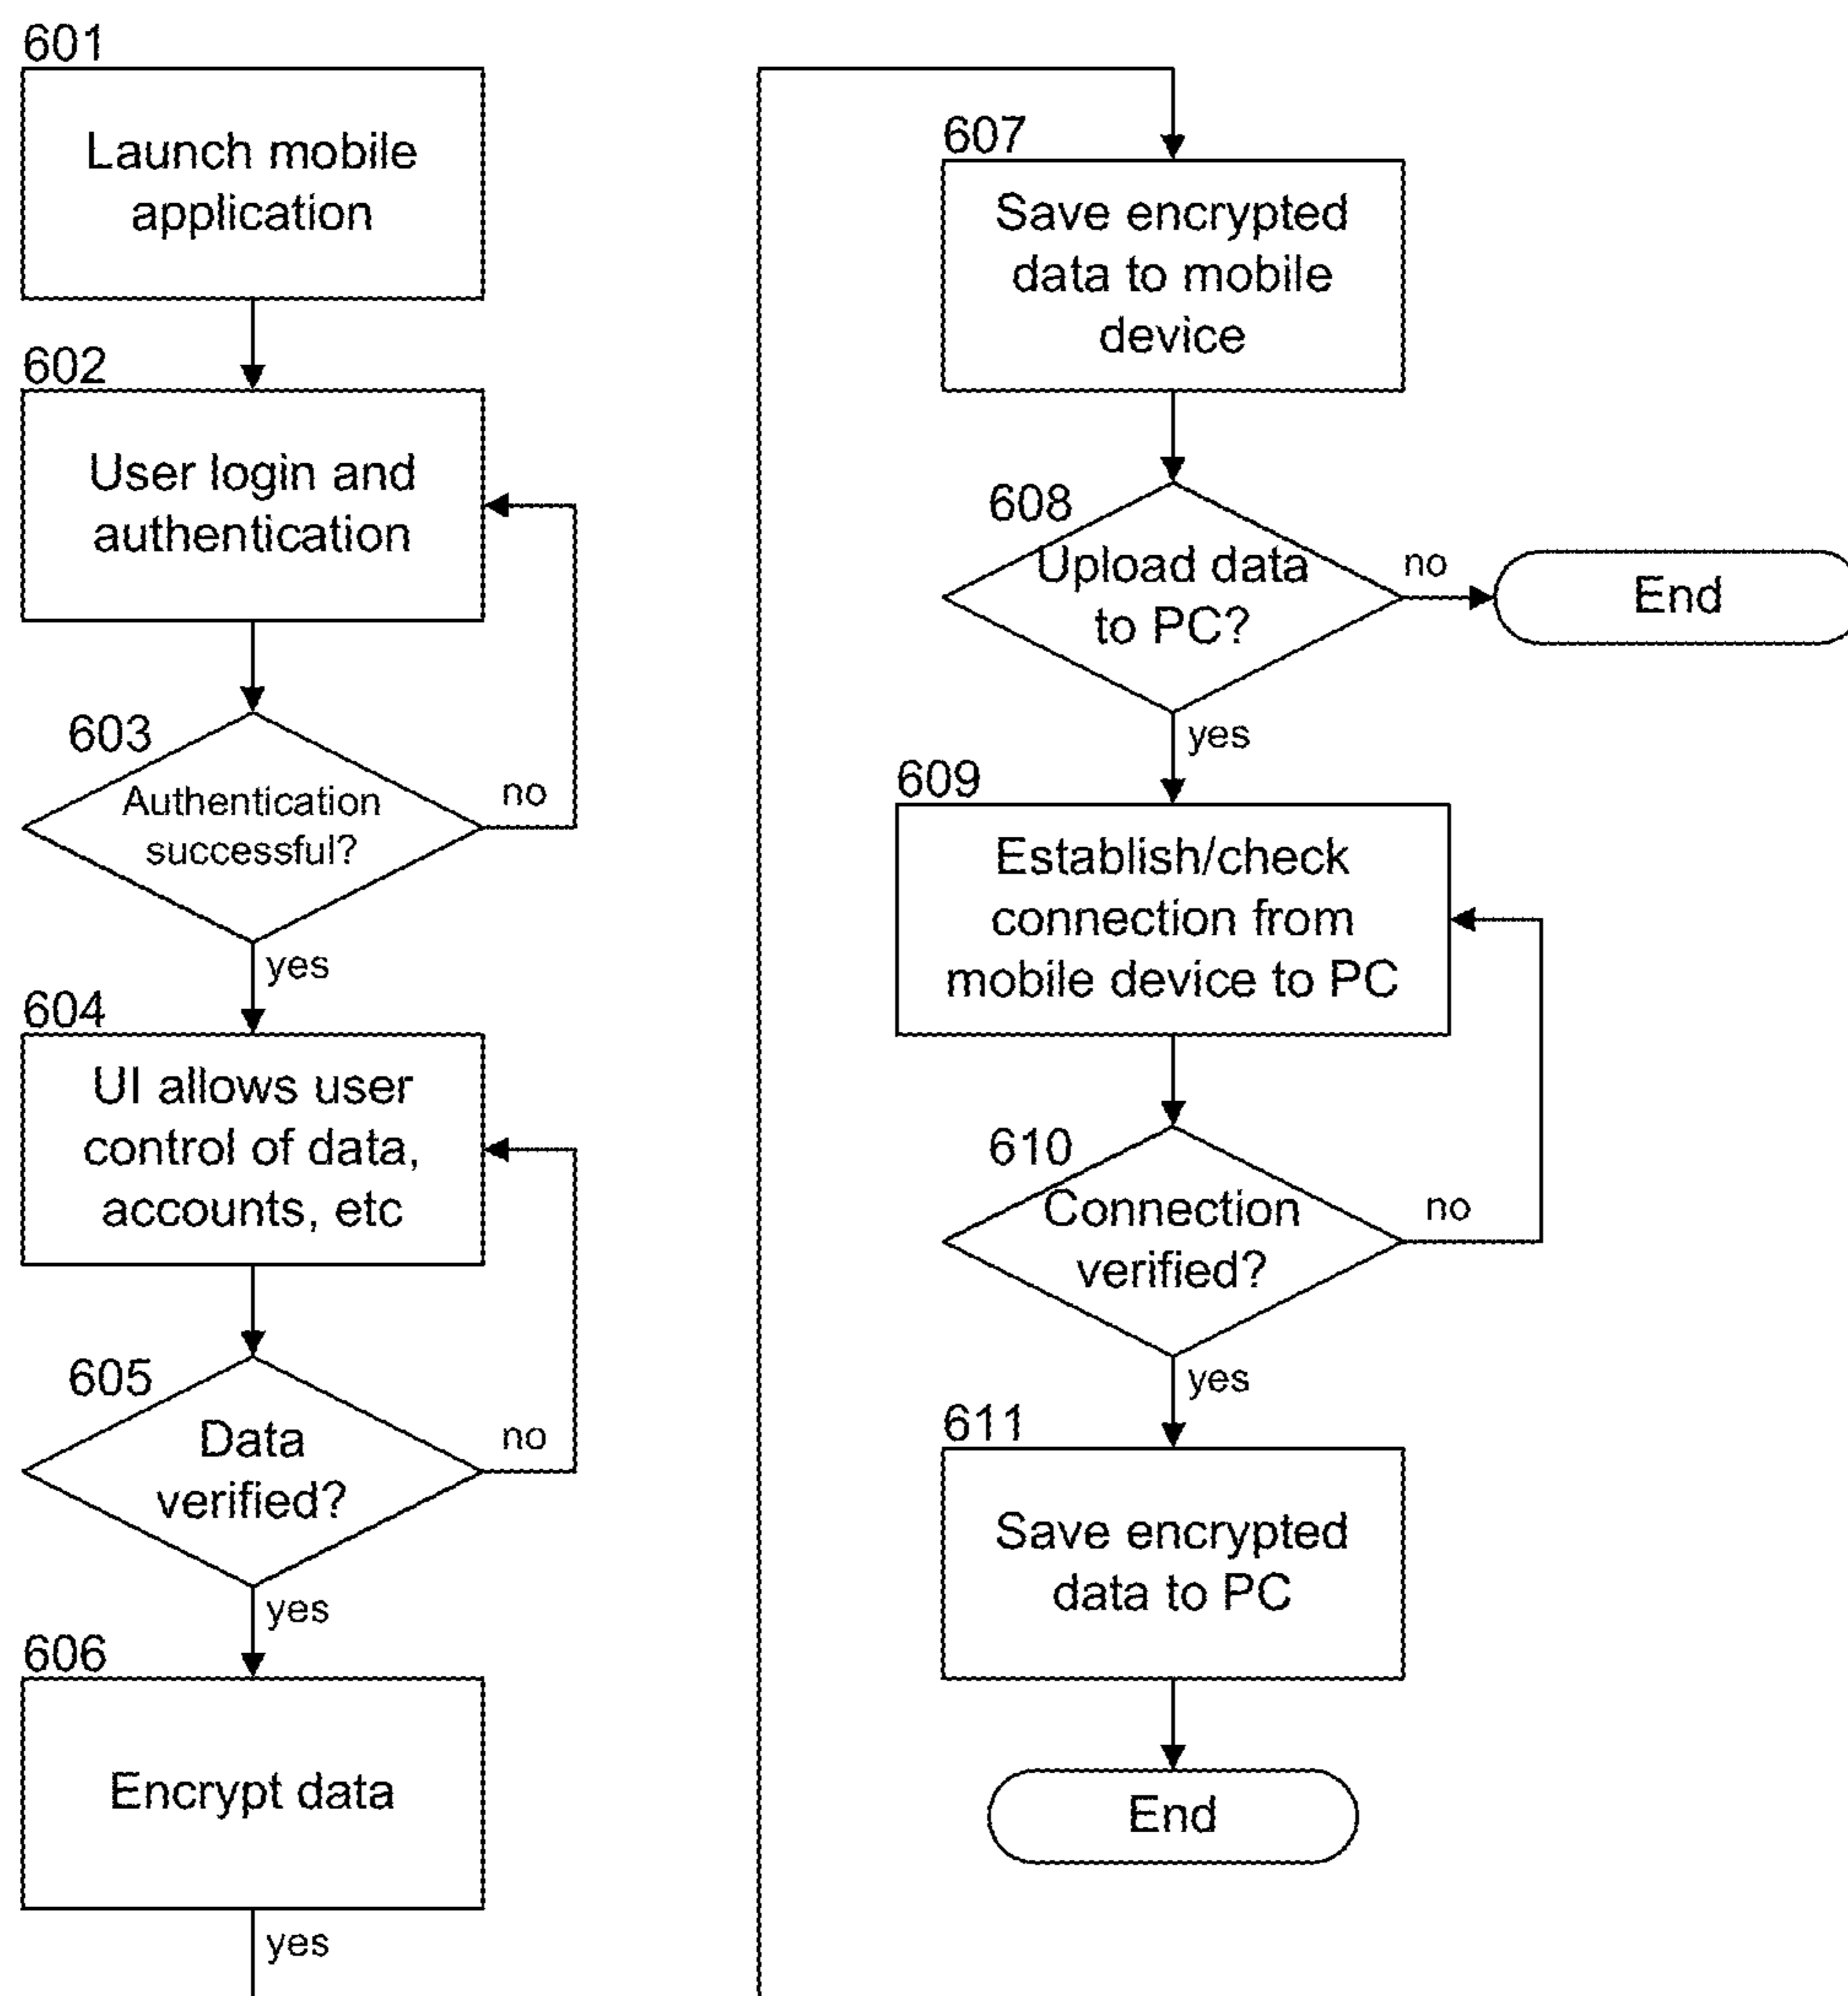 601
Launch mobile
application
602
User login and
authentication
603
Authentication
successful?
no
yes
604
UI allows user
control of data,
accounts, etc
605
Data
verified?
no
yes
606
Encrypt data
yes
607
Save encrypted
data to mobile
device
608
Upload data
to PC?
no
End
yes
609
Establish/check
connection from
mobile device to PC
610
Connection
verified?
no
yes
611
Save encrypted
data to PC
End